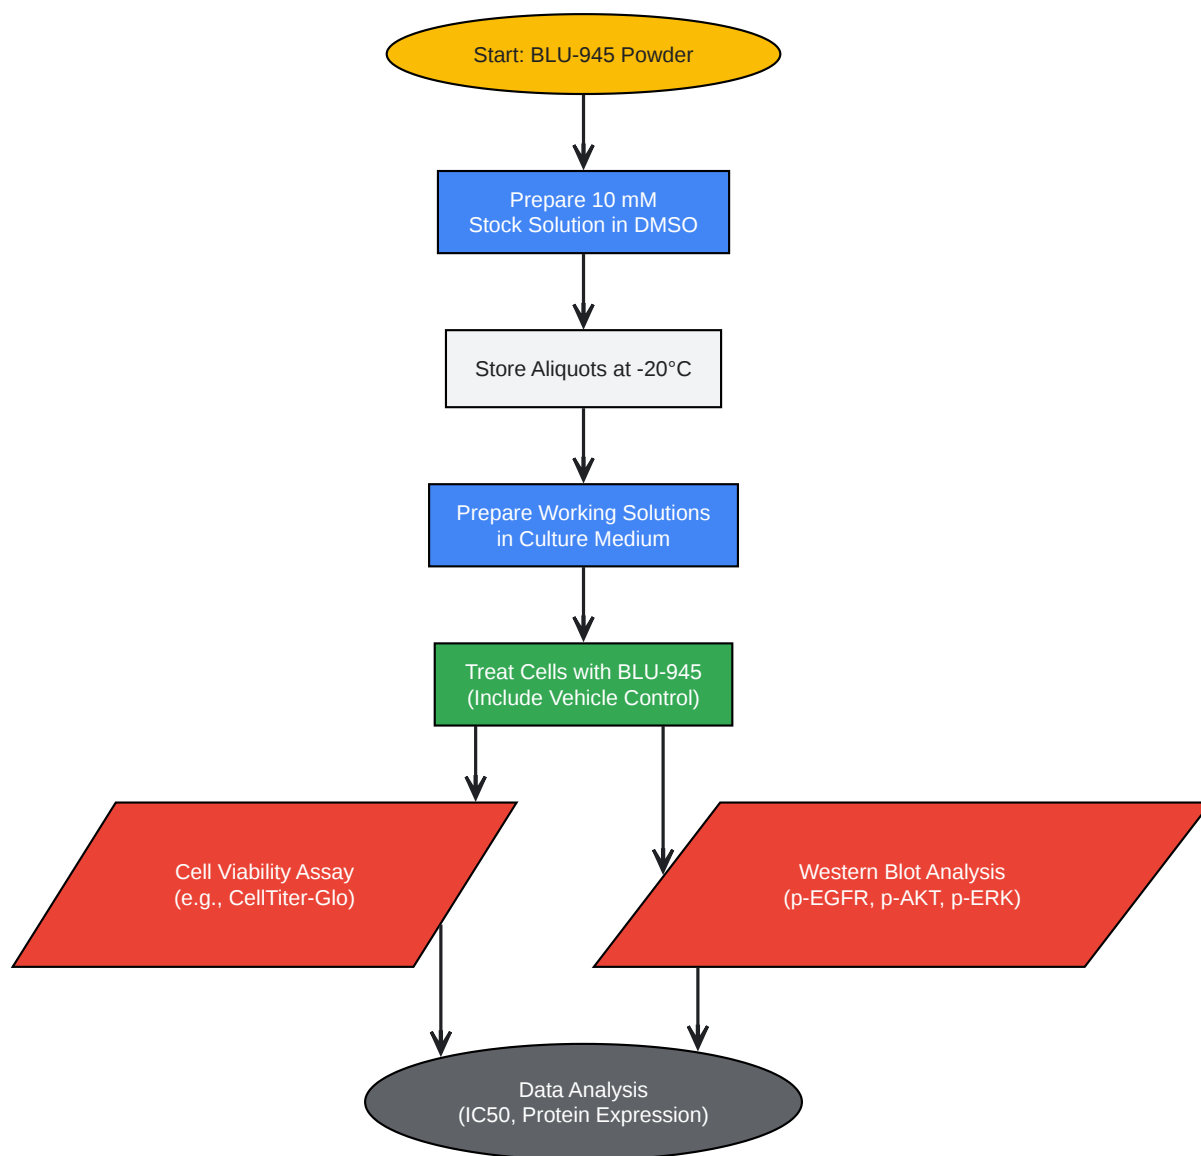 Start: BLU-945 Powder
Prepare 10 mM
Stock Solution in DMSO
Store Aliquots at -20°C
Prepare Working Solutions
in Culture Medium
Treat Cells with BLU-945
(Include Vehicle Control)
Cell Viability Assay
(e.g., CellTiter-Glo)
Western Blot Analysis
(p-EGFR, p-AKT, p-ERK)
Data Analysis
(IC50, Protein Expression)